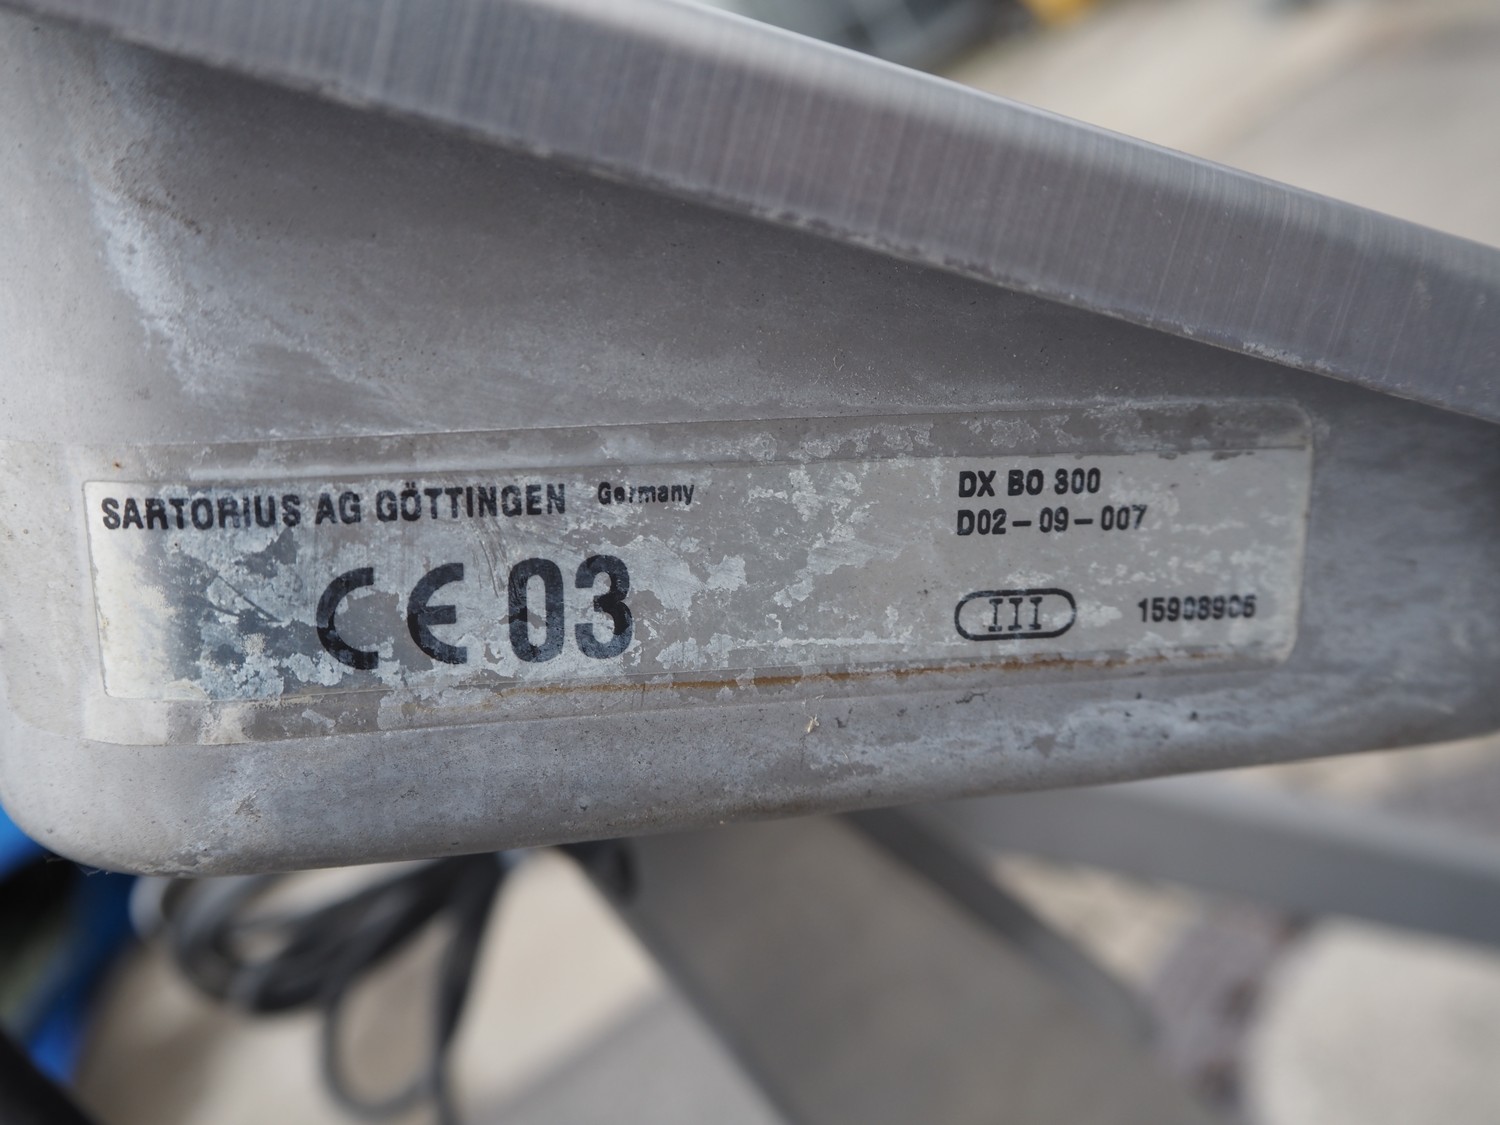 SARTORIUS AG GÖTTINGEN Germany
CE 03
DX BO 300
D02-09-007
III
15908906